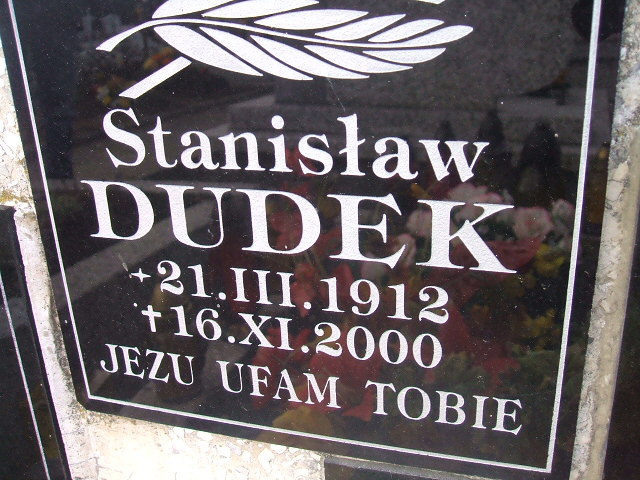 Stanisław
DUDEK
+21.III.1912
†16.XI.2000
JEZU UFAM TOBIE